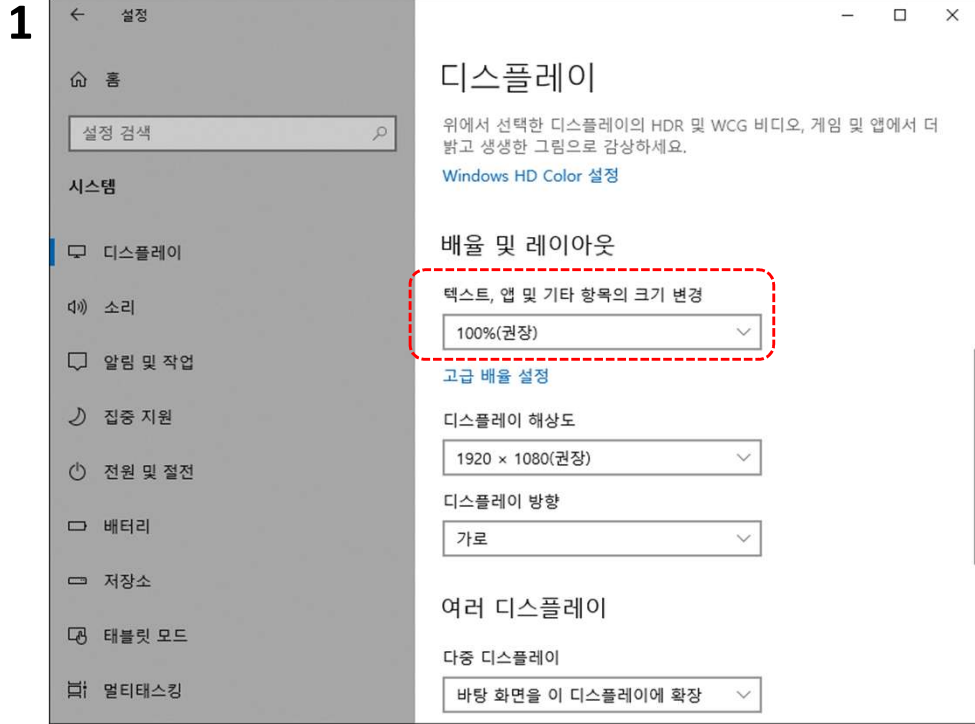 1
설정
홈
설정 검색
시스템
디스플레이
소리
알림 및 작업
집중 지원
전원 및 절전
배터리
저장소
태블릿 모드
멀티태스킹
디스플레이
위에서 선택한 디스플레이의 HDR 및 WCG 비디오, 게임 및 앱에서 더
밝고 생생한 그림으로 감상하세요.
Windows HD Color 설정
배율 및 레이아웃
텍스트, 앱 및 기타 항목의 크기 변경
100%(권장)
고급 배율 설정
디스플레이 해상도
1920 × 1080(권장)
디스플레이 방향
가로
여러 디스플레이
다중 디스플레이
바탕 화면을 이 디스플레이에 확장